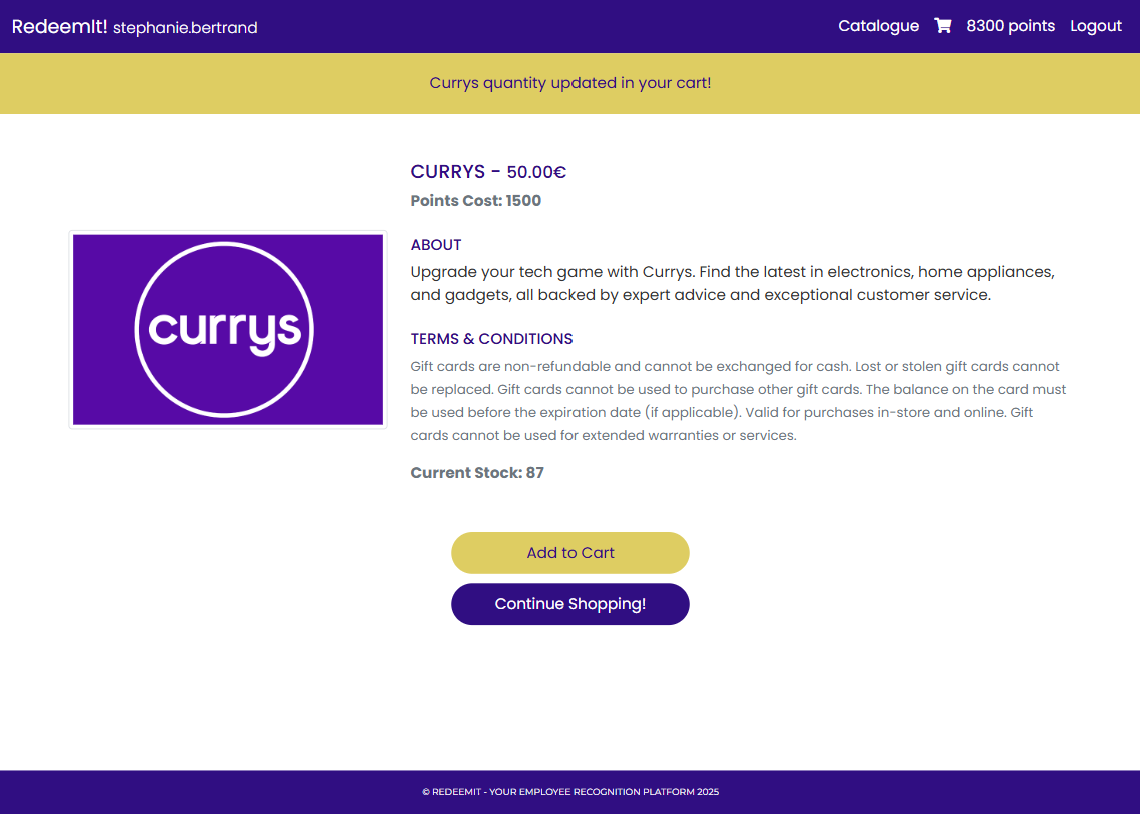 RedeemIt! stephanie.bertrand
Catalogue 8300 points Logout
Currys quantity updated in your cart!
CURRYS - 50.00€
Points Cost: 1500
currys
ABOUT
Upgrade your tech game with Currys. Find the latest in electronics, home appliances,
and gadgets, all backed by expert advice and exceptional customer service.
TERMS & CONDITIONS
Gift cards are non-refundable and cannot be exchanged for cash. Lost or stolen gift cards cannot
be replaced. Gift cards cannot be used to purchase other gift cards. The balance on the card must
be used before the expiration date (if applicable). Valid for purchases in-store and online. Gift
cards cannot be used for extended warranties or services.
Current Stock: 87
Add to Cart
Continue Shopping!
© REDEEMIT - YOUR EMPLOYEE RECOGNITION PLATFORM 2025